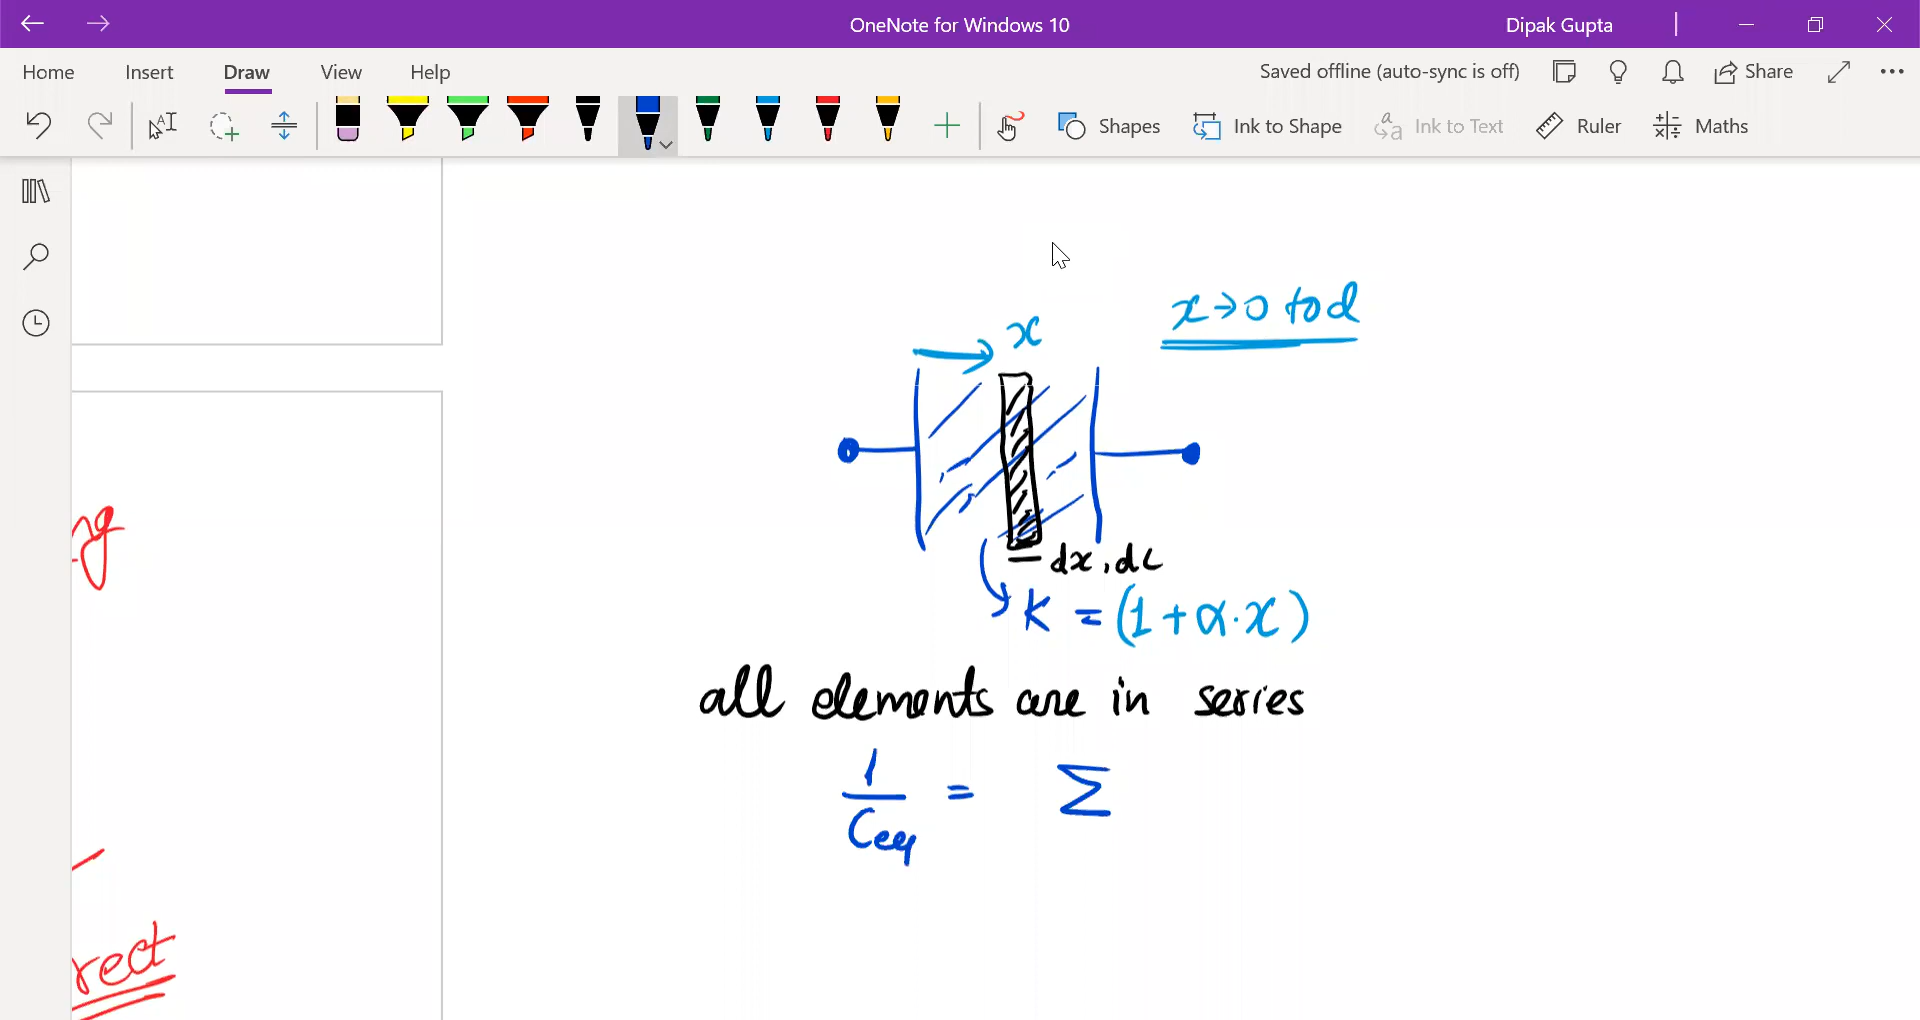 OneNote for Windows 10
Dipak Gupta
Home Insert Draw View Help
Saved offline (auto-sync is off) Share
Shapes Ink to Shape Ink to Text Ruler Maths
x→0 to d
x
dx, dC
K = (1+α·x)
all elements are in series
1/Ceq = Σ
ng
rect